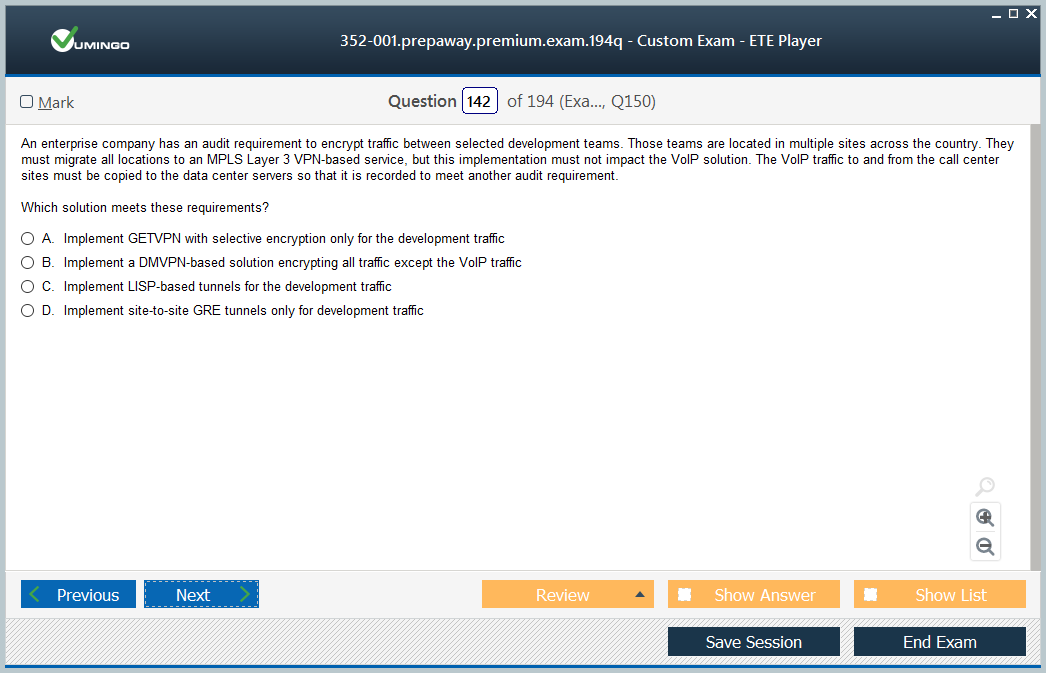 VUMINGO
352-001.prepaway.premium.exam.194q - Custom Exam - ETE Player
Mark
Question 142 of 194 (Exa..., Q150)
An enterprise company has an audit requirement to encrypt traffic between selected development teams. Those teams are located in multiple sites across the country. They
must migrate all locations to an MPLS Layer 3 VPN-based service, but this implementation must not impact the VoIP solution. The VoIP traffic to and from the call center
sites must be copied to the data center servers so that it is recorded to meet another audit requirement.
Which solution meets these requirements?
A. Implement GETVPN with selective encryption only for the development traffic
B. Implement a DMVPN-based solution encrypting all traffic except the VoIP traffic
C. Implement LISP-based tunnels for the development traffic
D. Implement site-to-site GRE tunnels only for development traffic
Previous
Next
Review
Show Answer
Show List
Save Session
End Exam